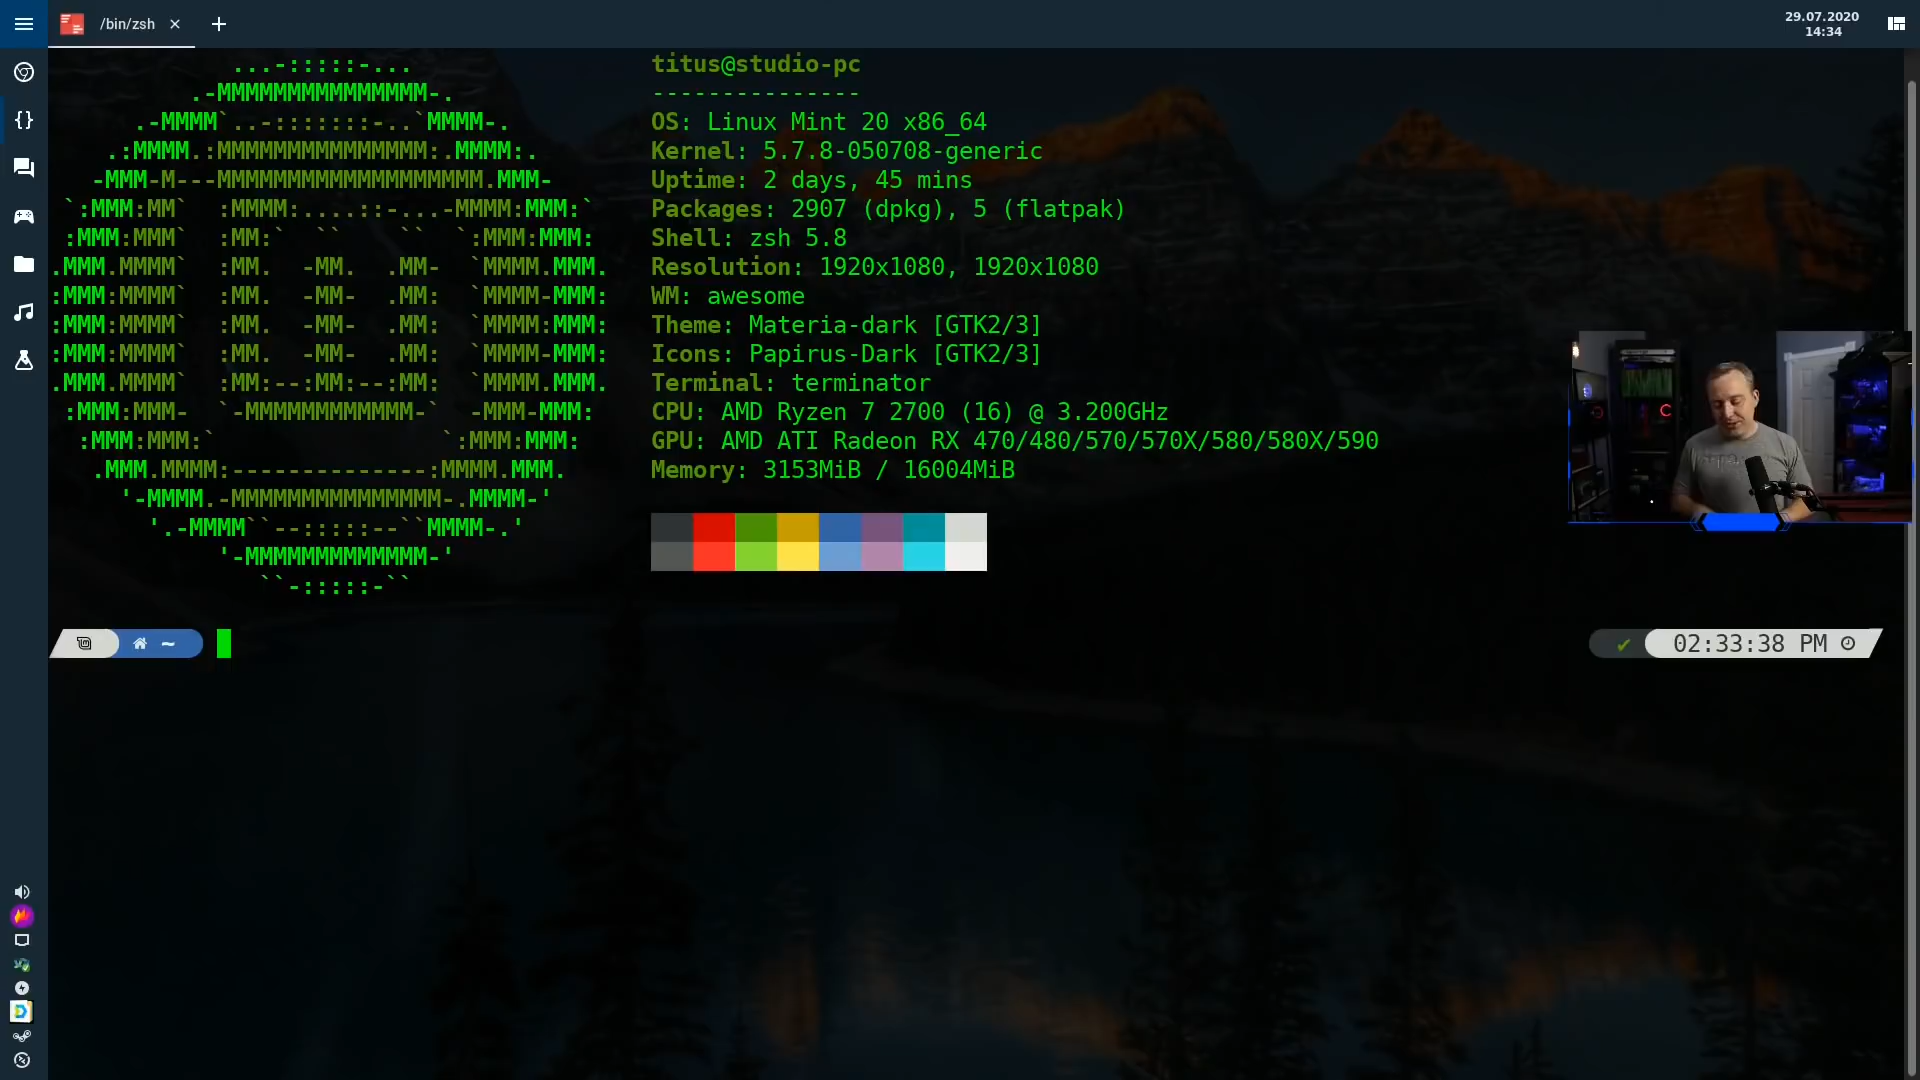 /bin/zsh
29.07.2020
14:34
titus@studio-pc
---------------
OS: Linux Mint 20 x86_64
Kernel: 5.7.8-050708-generic
Uptime: 2 days, 45 mins
Packages: 2907 (dpkg), 5 (flatpak)
Shell: zsh 5.8
Resolution: 1920x1080, 1920x1080
WM: awesome
Theme: Materia-dark [GTK2/3]
Icons: Papirus-Dark [GTK2/3]
Terminal: terminator
CPU: AMD Ryzen 7 2700 (16) @ 3.200GHz
GPU: AMD ATI Radeon RX 470/480/570/570X/580/580X/590
Memory: 3153MiB / 16004MiB
~
02:33:38 PM